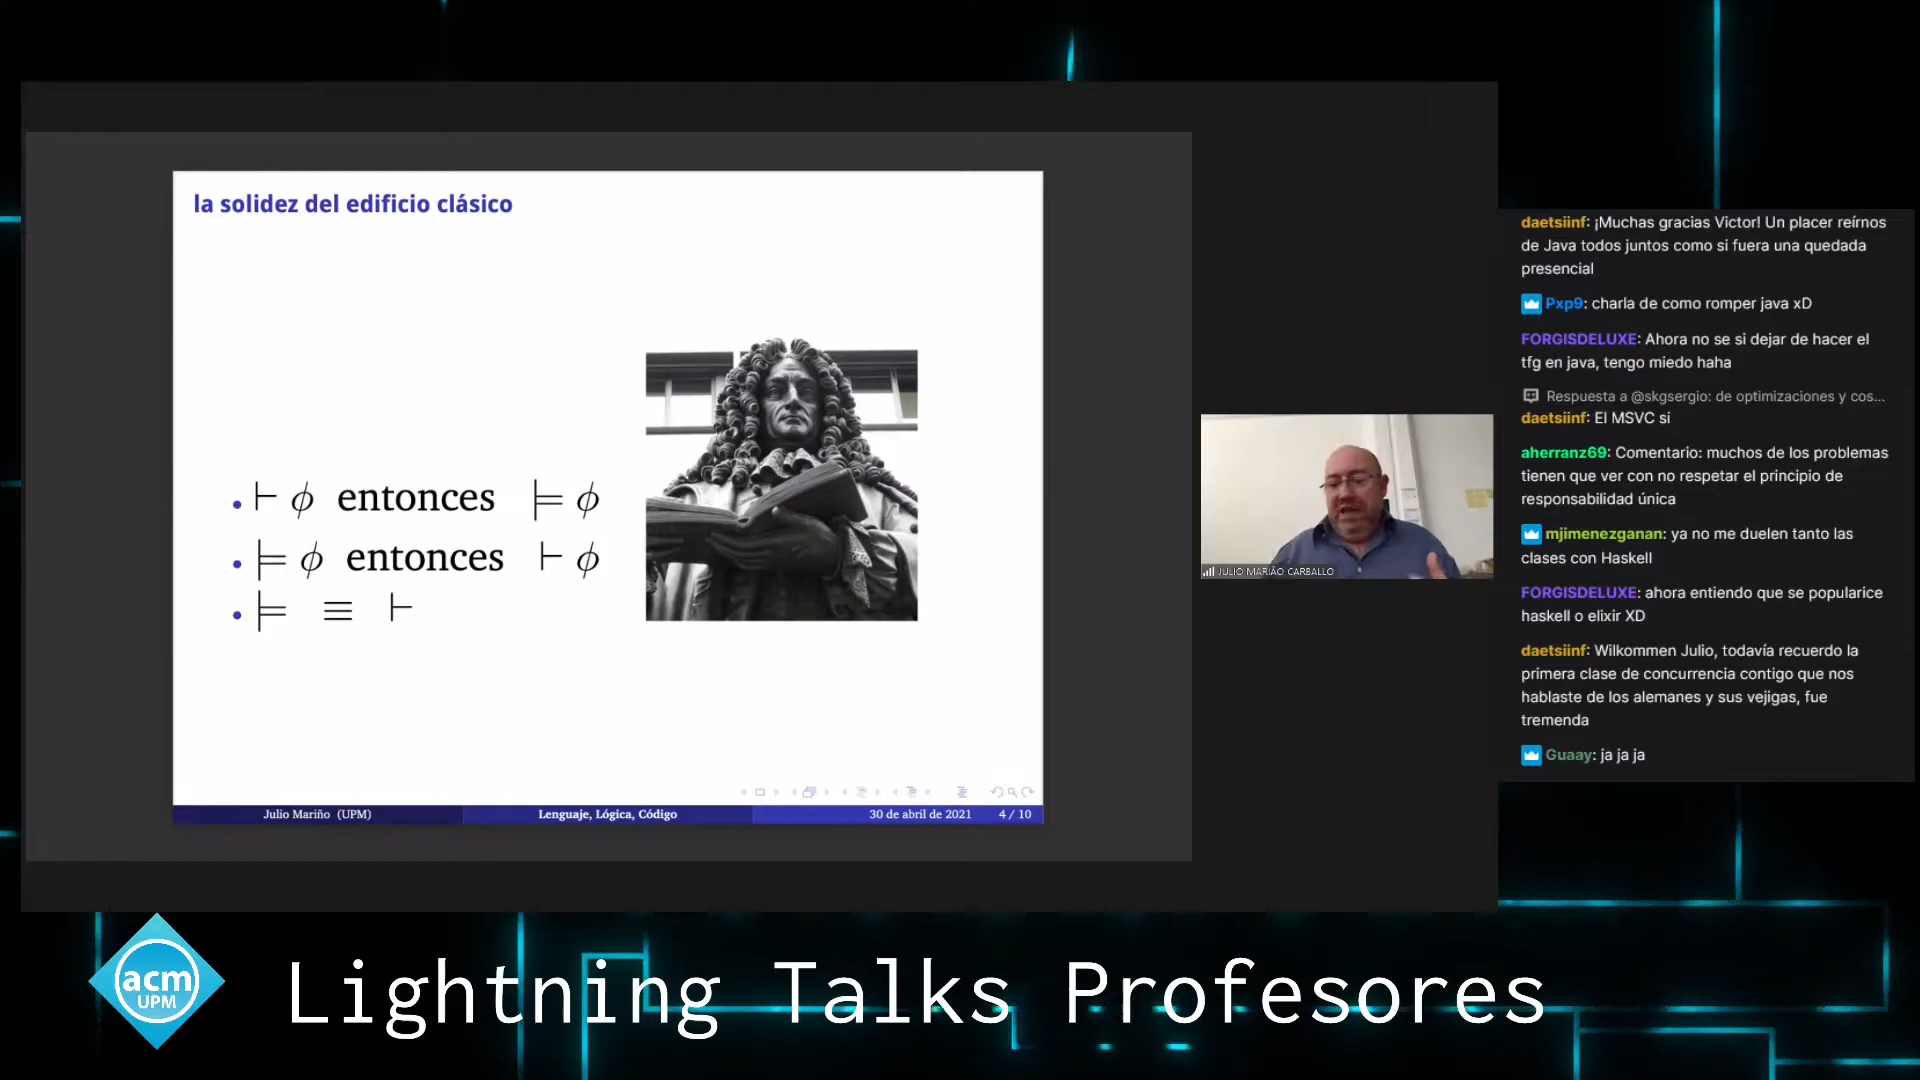 la solidez del edificio clásico
• ⊢ ϕ entonces ⊨ ϕ
• ⊨ ϕ entonces ⊢ ϕ
• ⊨ ≡ ⊢
Julio Mariño (UPM)
Lenguaje, Lógica, Código
30 de abril de 2021
4 / 10
JULIO MARIÃO CARBALLO
daetsiinf: ¡Muchas gracias Victor! Un placer reírnos
de Java todos juntos como si fuera una quedada
presencial
Pxp9: charla de como romper java xD
FORGISDELUXE: Ahora no se si dejar de hacer el
tfg en java, tengo miedo haha
Respuesta a @skgsergio: de optimizaciones y cos...
daetsiinf: El MSVC si
aherranz69: Comentario: muchos de los problemas
tienen que ver con no respetar el principio de
responsabilidad única
mjimenezganan: ya no me duelen tanto las
clases con Haskell
FORGISDELUXE: ahora entiendo que se popularice
haskell o elixir XD
daetsiinf: Wilkommen Julio, todavía recuerdo la
primera clase de concurrencia contigo que nos
hablaste de los alemanes y sus vejigas, fue
tremenda
Guaay: ja ja ja
acm
UPM
Lightning Talks Profesores